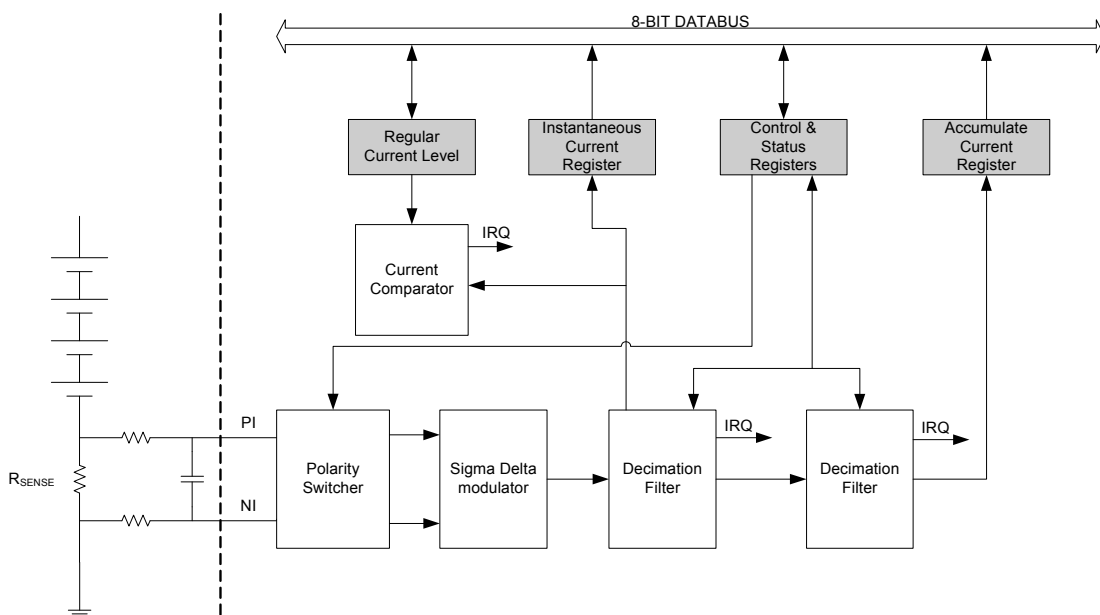 8-BIT DATABUS
Regular
Current Level
Instantaneous
Current
Register
Control &
Status
Registers
Accumulate
Current
Register
IRQ
Current
Comparator
PI
IRQ
IRQ
RSENSE
Polarity
Switcher
Sigma Delta
modulator
Decimation
Filter
Decimation
Filter
NI